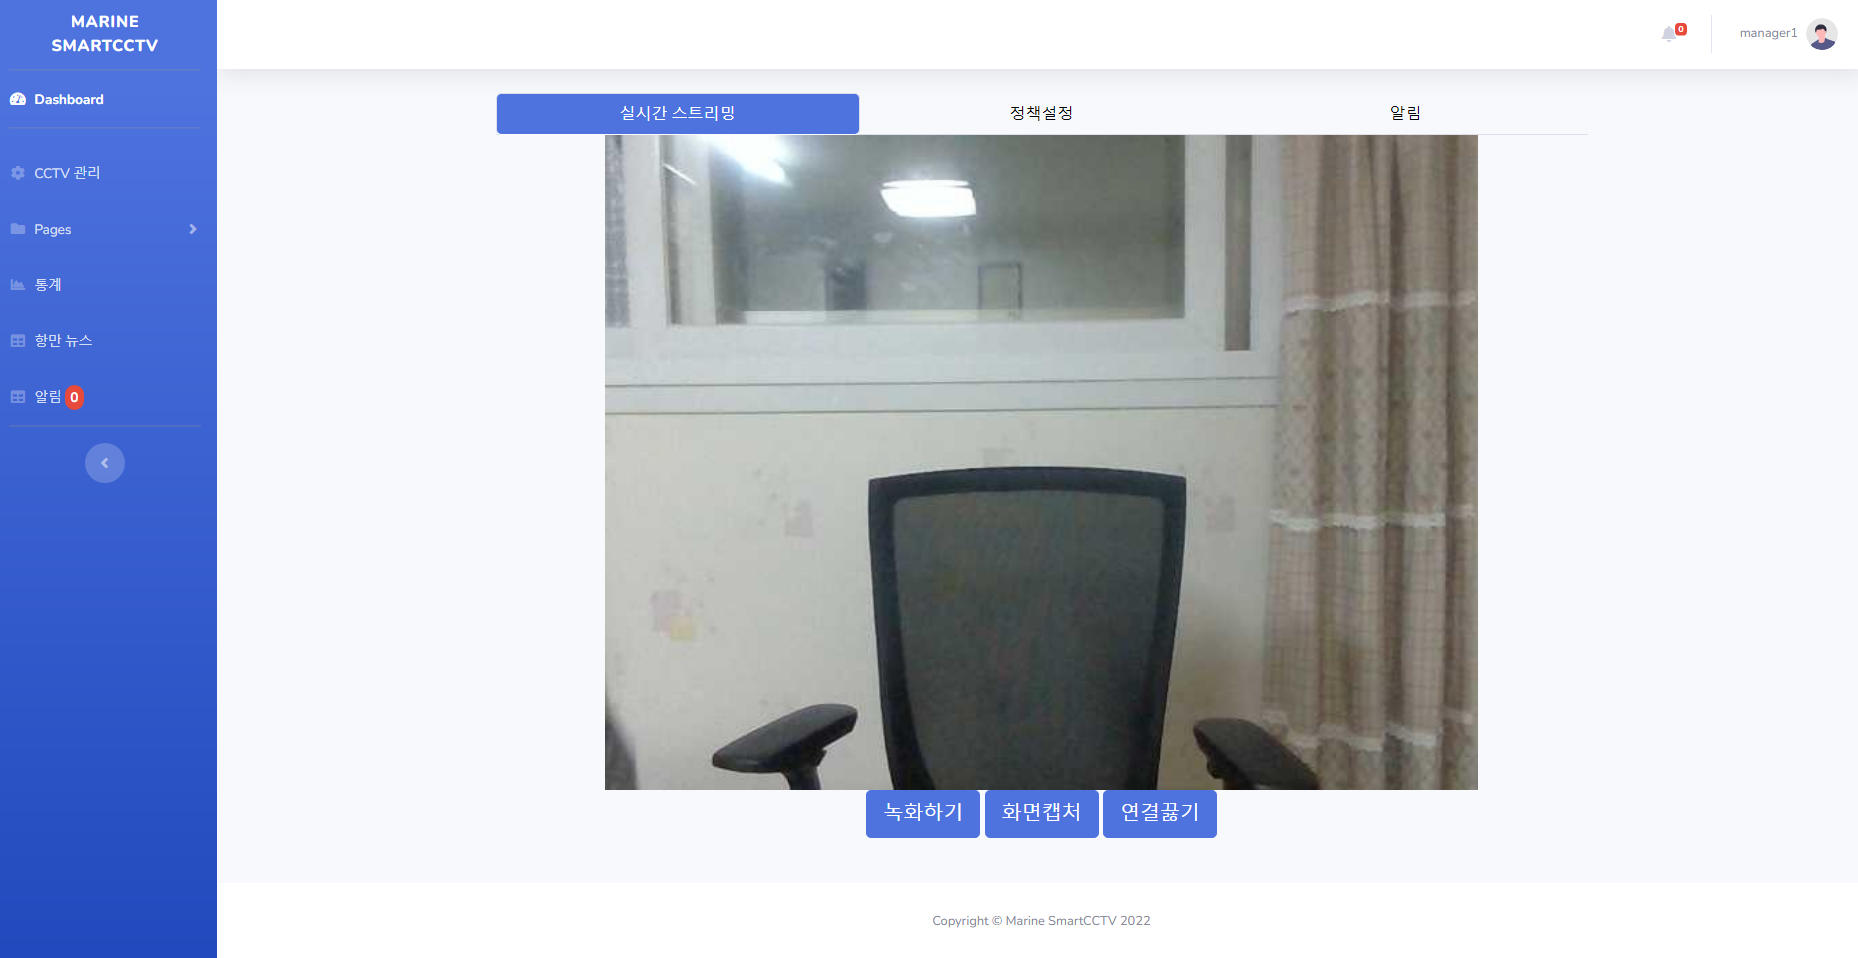 MARINE
SMARTCCTV
Dashboard
CCTV 관리
Pages
통계
항만 뉴스
알림 0
0
manager1
실시간 스트리밍
정책설정
알림
녹화하기
화면캡처
연결끊기
Copyright © Marine SmartCCTV 2022